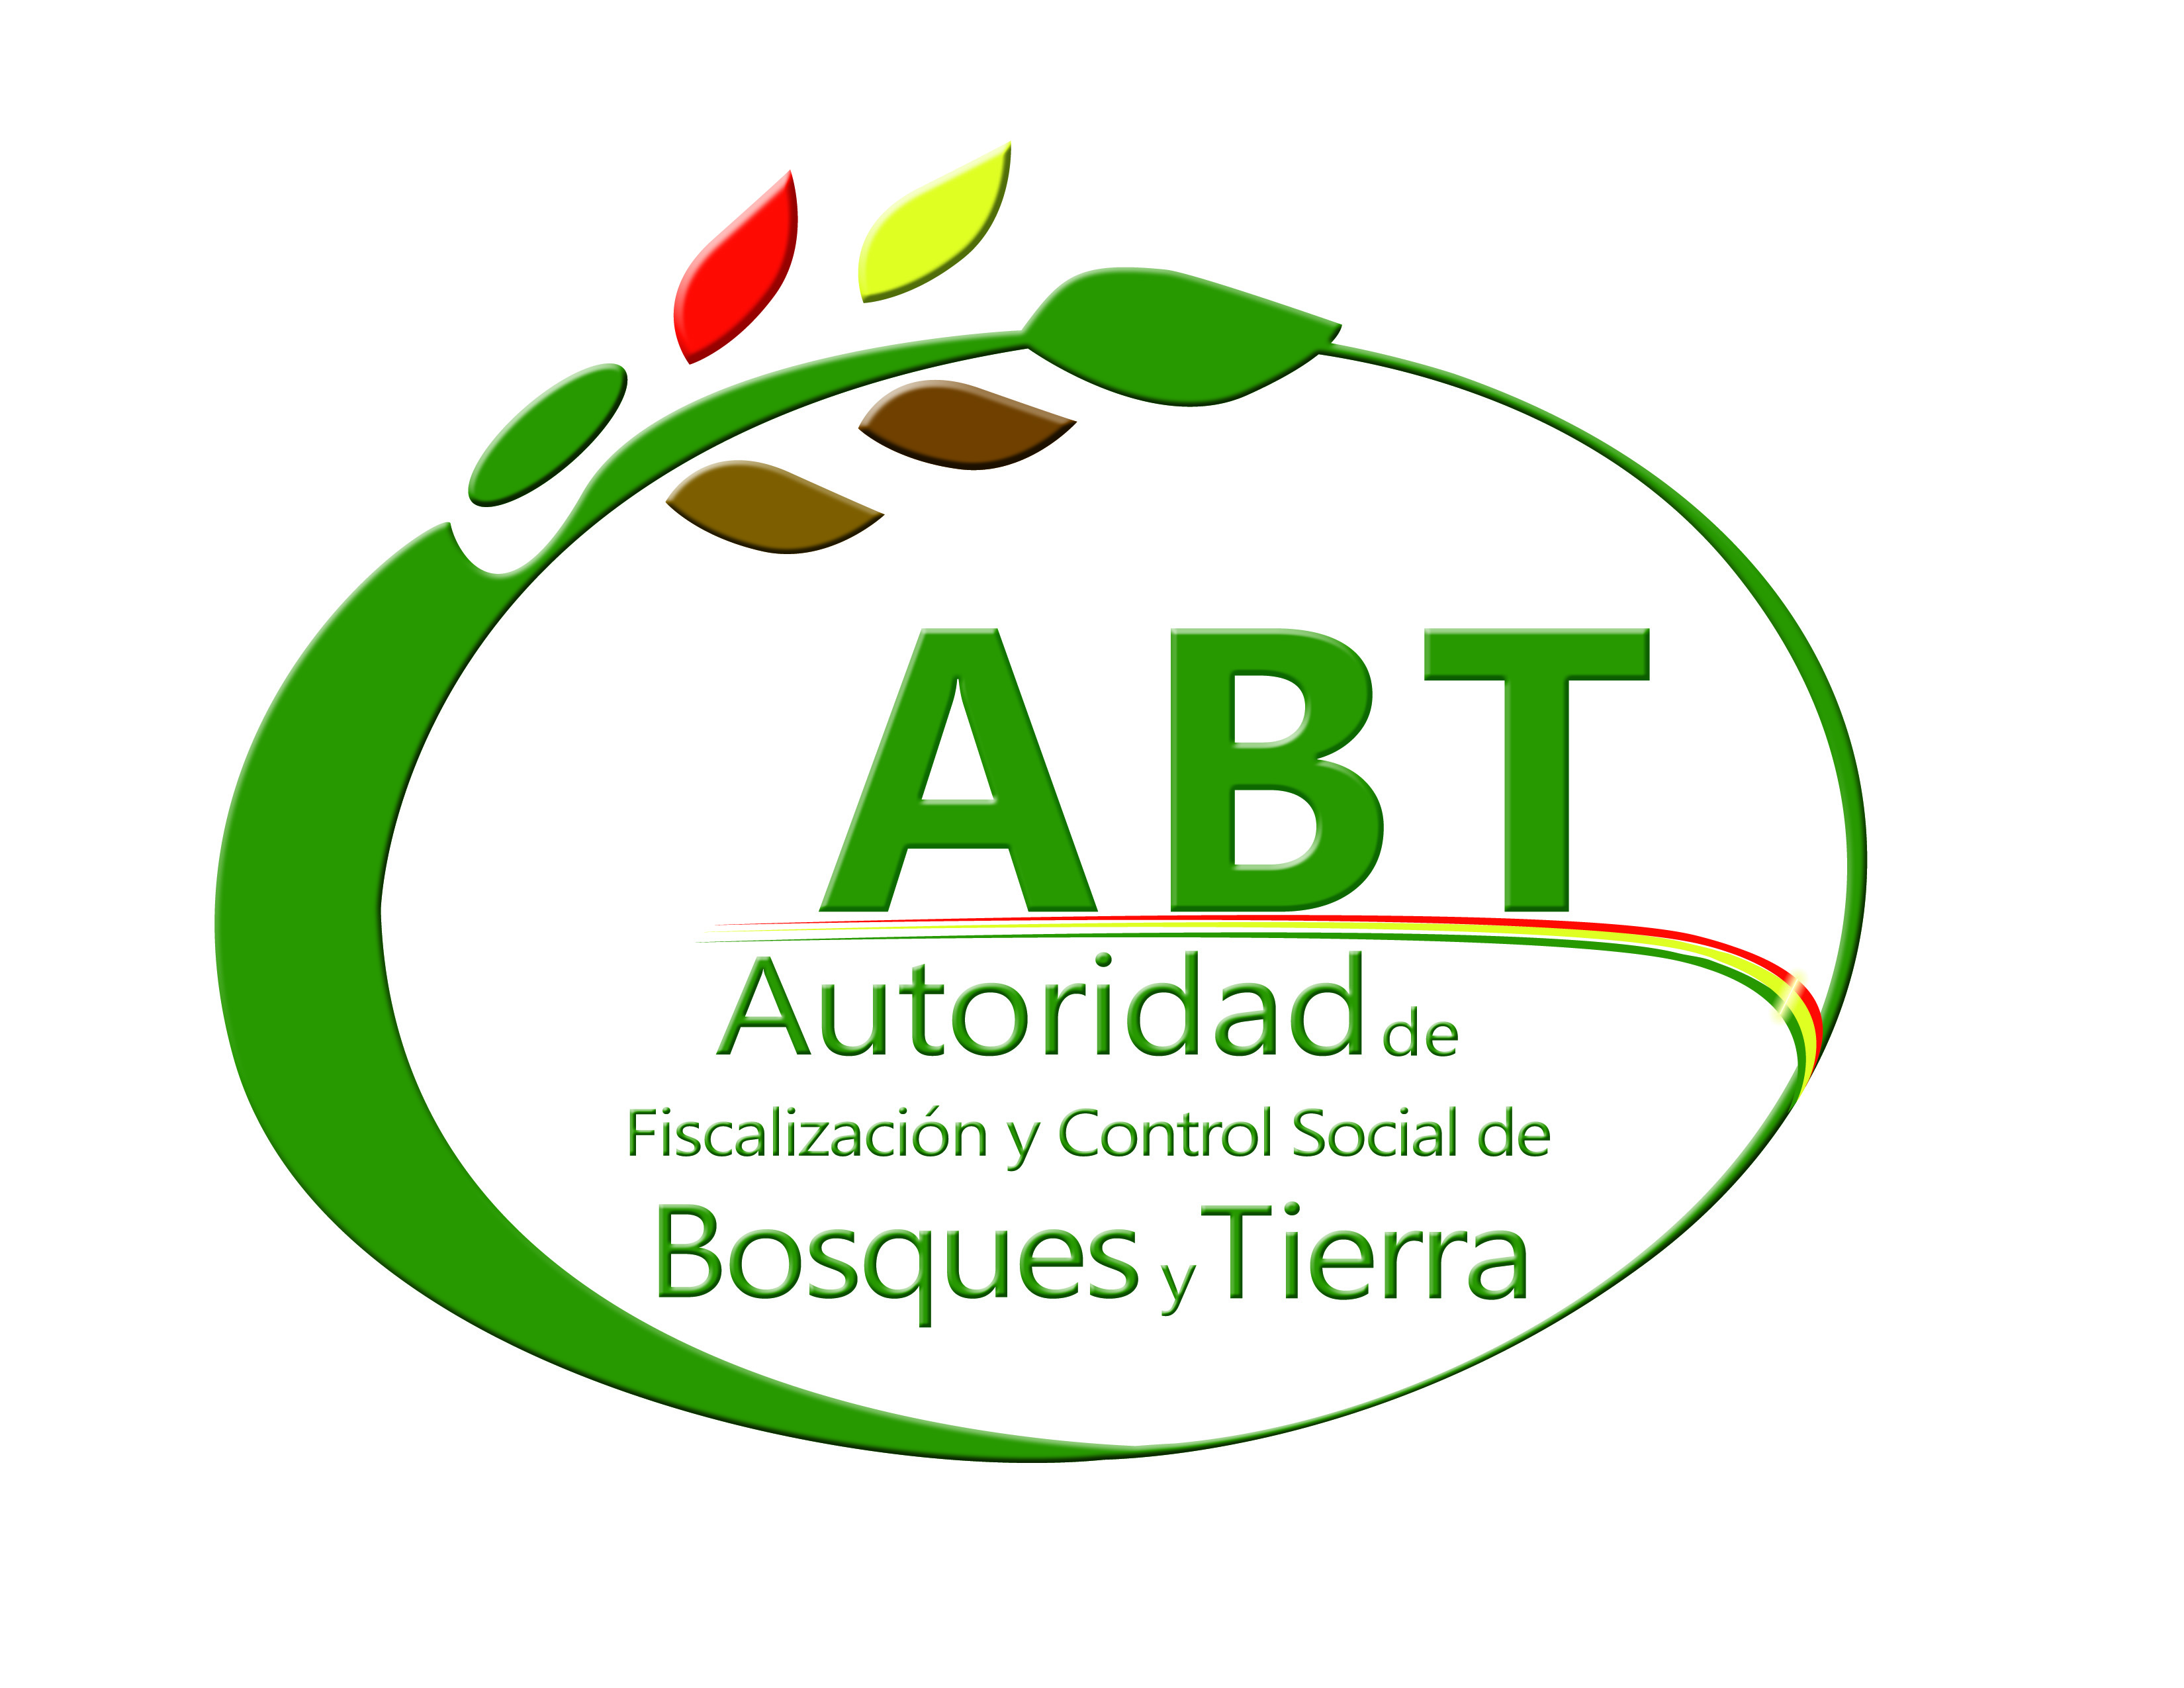 ABT
Autoridad de
Fiscalización y Control Social de
Bosques y Tierra